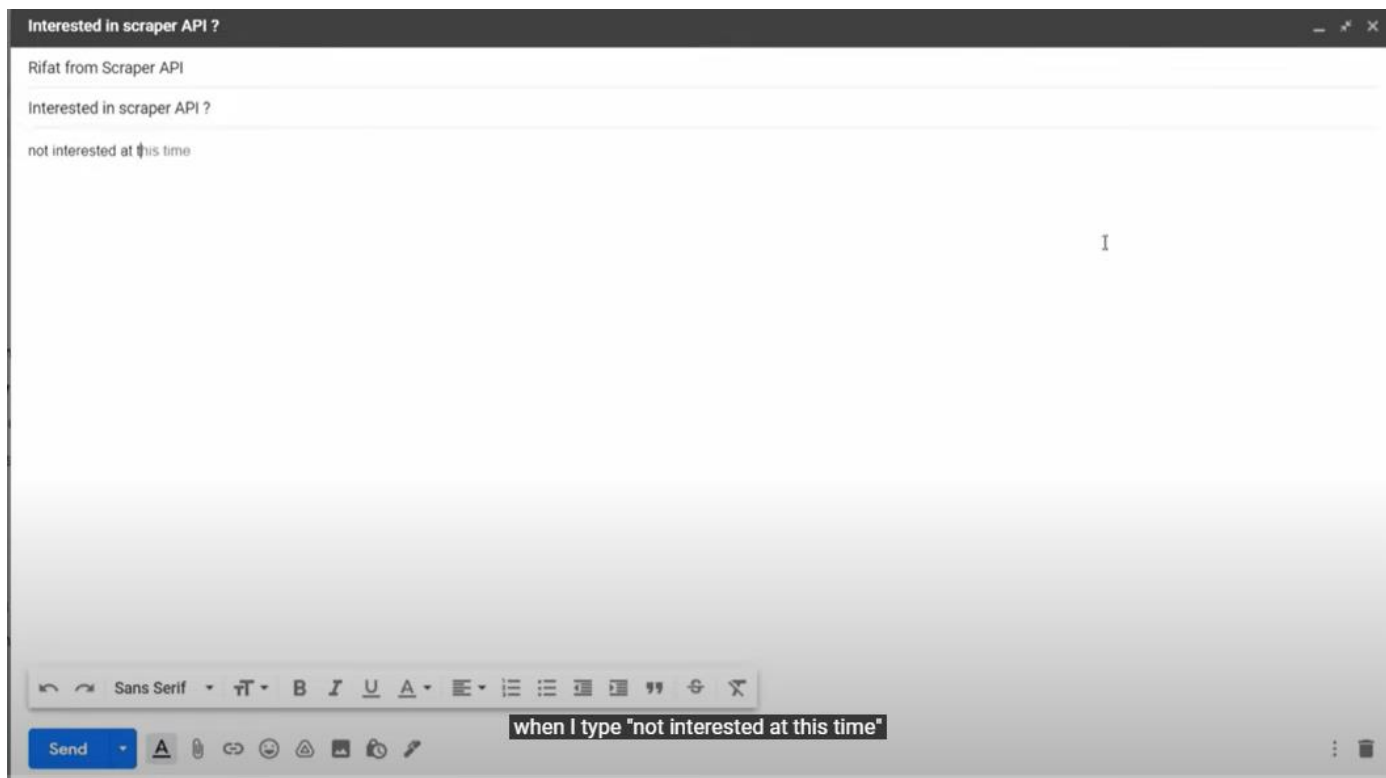 Interested in scraper API ?
Rifat from Scraper API
Interested in scraper API ?
not interested at this time
Sans Serif
when I type "not interested at this time"
Send